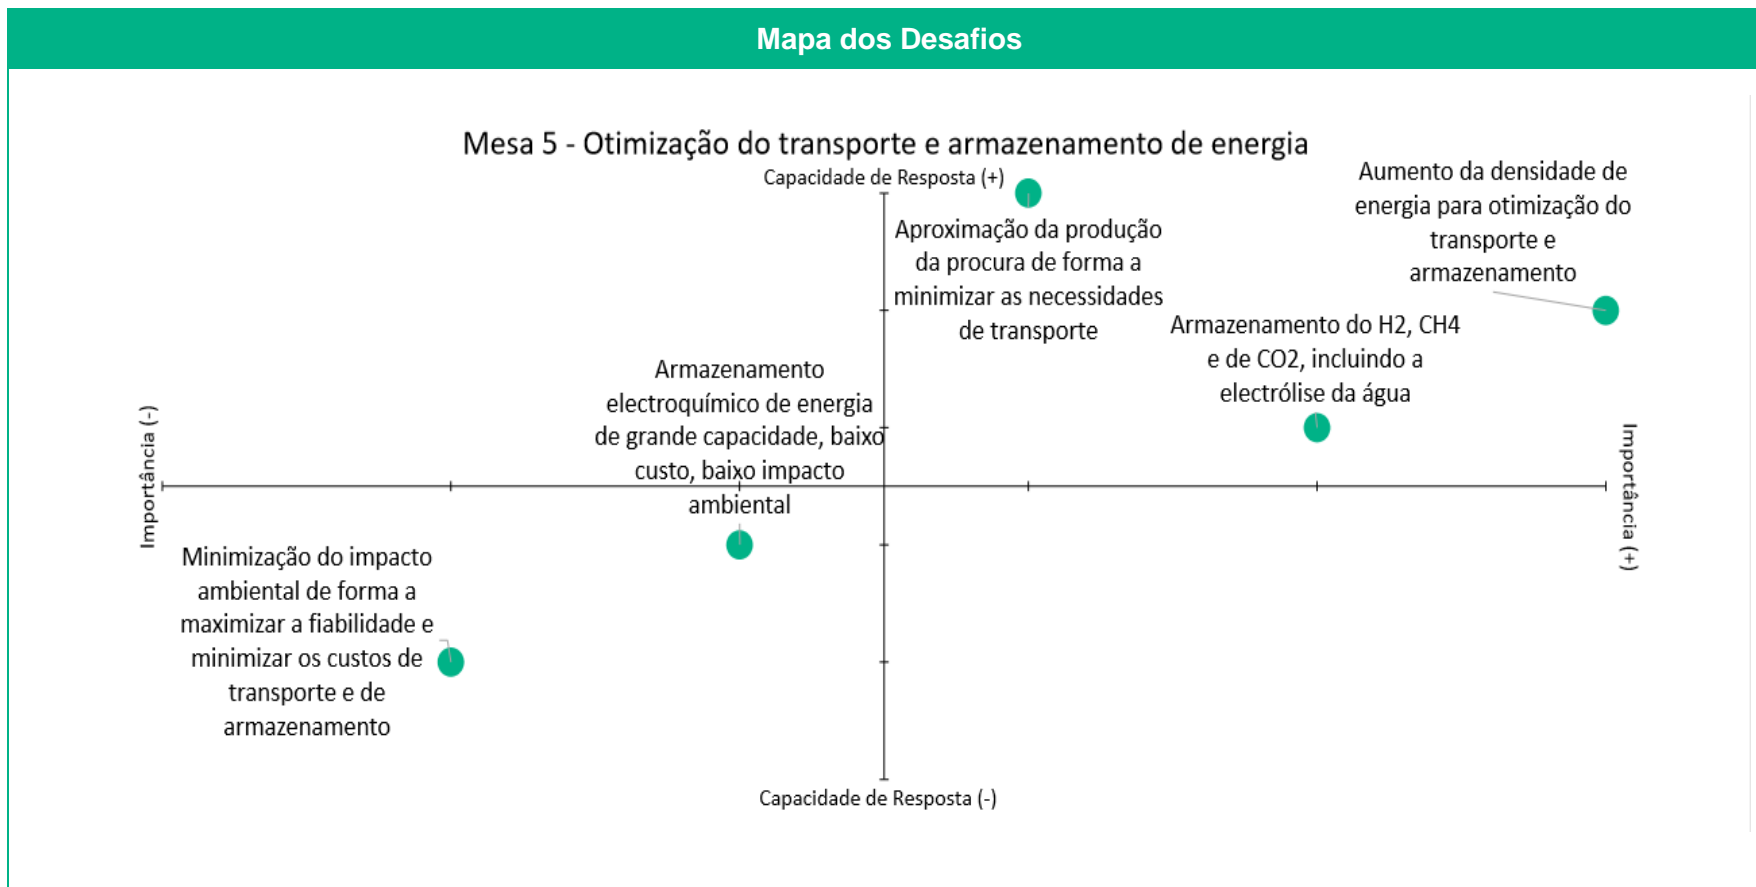 Mapa dos Desafios
Mesa 5 - Otimização do transporte e armazenamento de energia
Capacidade de Resposta (+)
Aumento da densidade de
energia para otimização do
transporte e
armazenamento
Aproximação da produção
da procura de forma a
minimizar as necessidades
de transporte
Armazenamento do H2, CH4
e de CO2, incluindo a
electrólise da água
Armazenamento
electroquímico de energia
de grande capacidade, baixo
custo, baixo impacto
ambiental
Importância (-)
Importância (+)
Minimização do impacto
ambiental de forma a
maximizar a fiabilidade e
minimizar os custos de
transporte e de
armazenamento
Capacidade de Resposta (-)